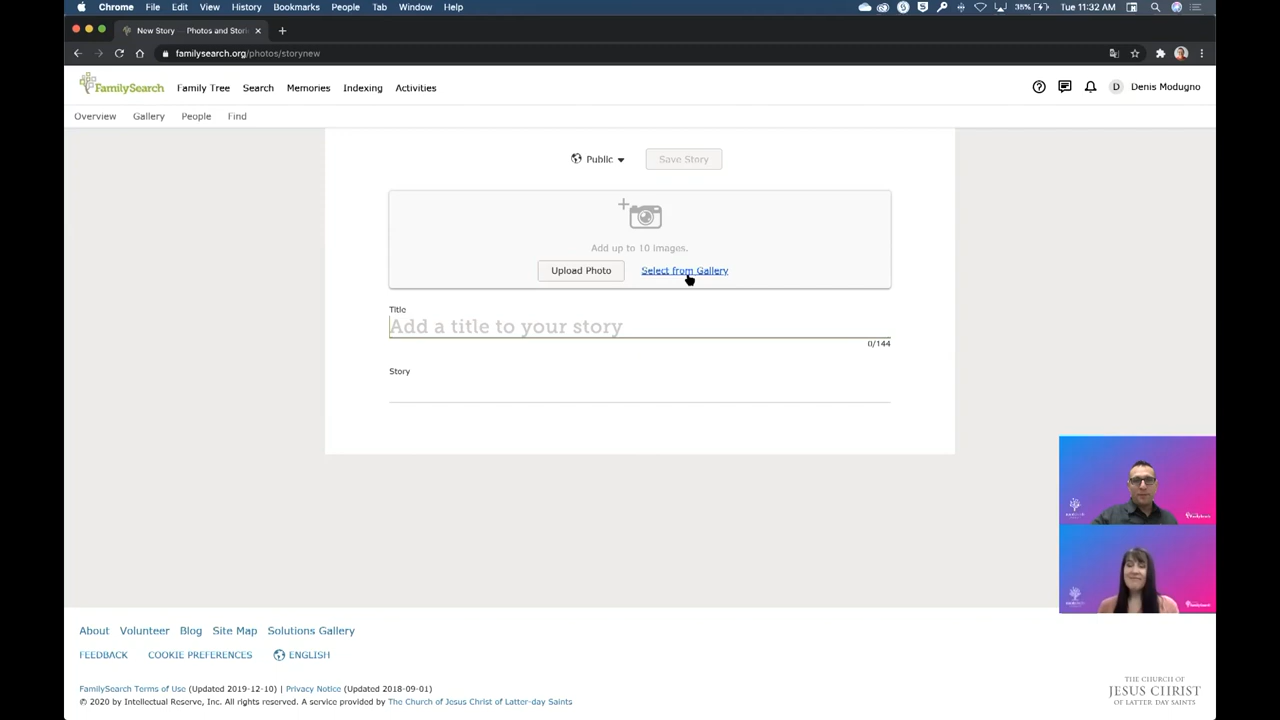 Chrome File Edit View History Bookmarks People Tab Window Help 35% Tue 11:32 AM
New Story Photos and Stori
familysearch.org/photos/storynew
FamilySearch Family Tree Search Memories Indexing Activities D Denis Modugno
Overview Gallery People Find
Public Save Story
Add up to 10 images.
Upload Photo Select from Gallery
Title
Add a title to your story
0/144
Story
About Volunteer Blog Site Map Solutions Gallery
FEEDBACK COOKIE PREFERENCES ENGLISH
FamilySearch Terms of Use (Updated 2019-12-10) | Privacy Notice (Updated 2018-09-01)
© 2020 by Intellectual Reserve, Inc. All rights reserved. A service provided by The Church of Jesus Christ of Latter-day Saints
THE CHURCH OF
JESUS CHRIST
OF LATTER DAY SAINTS